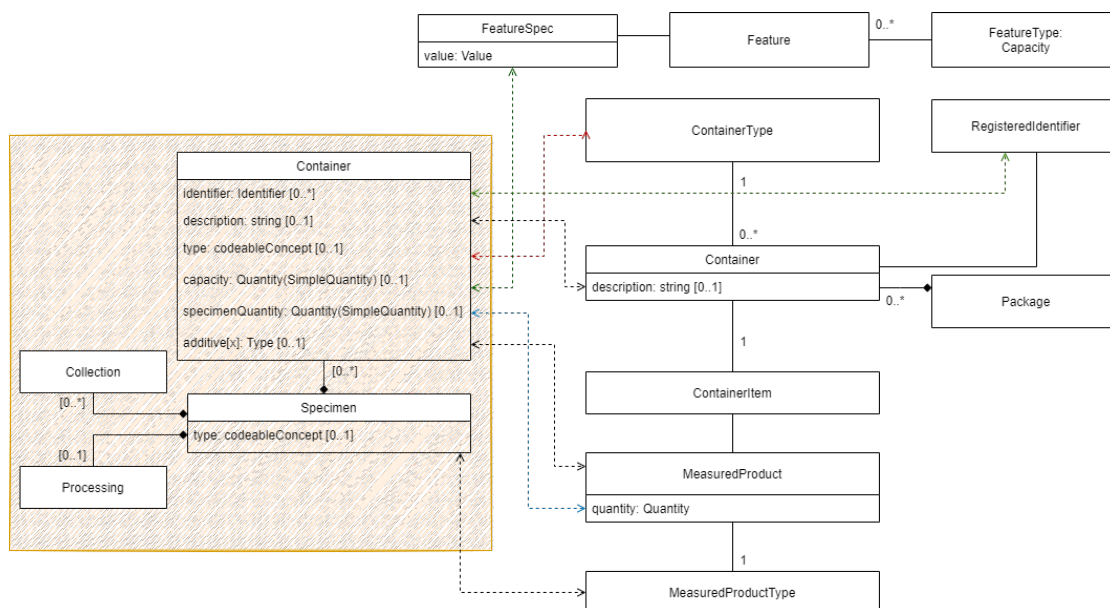 FeatureSpec
value: Value
Feature
0..*
FeatureType:
Capacity
ContainerType
RegisteredIdentifier
1
0..*
Container
identifier: Identifier [0..*]
description: string [0..1]
type: codeableConcept [0..1]
capacity: Quantity(SimpleQuantity) [0..1]
specimenQuantity: Quantity(SimpleQuantity) [0..1]
additive[x]: Type [0..1]
Container
description: string [0..1]
0..*
Package
1
[0..*]
Collection
[0..*]
Specimen
type: codeableConcept [0..1]
[0..1]
Processing
ContainerItem
MeasuredProduct
quantity: Quantity
1
MeasuredProductType